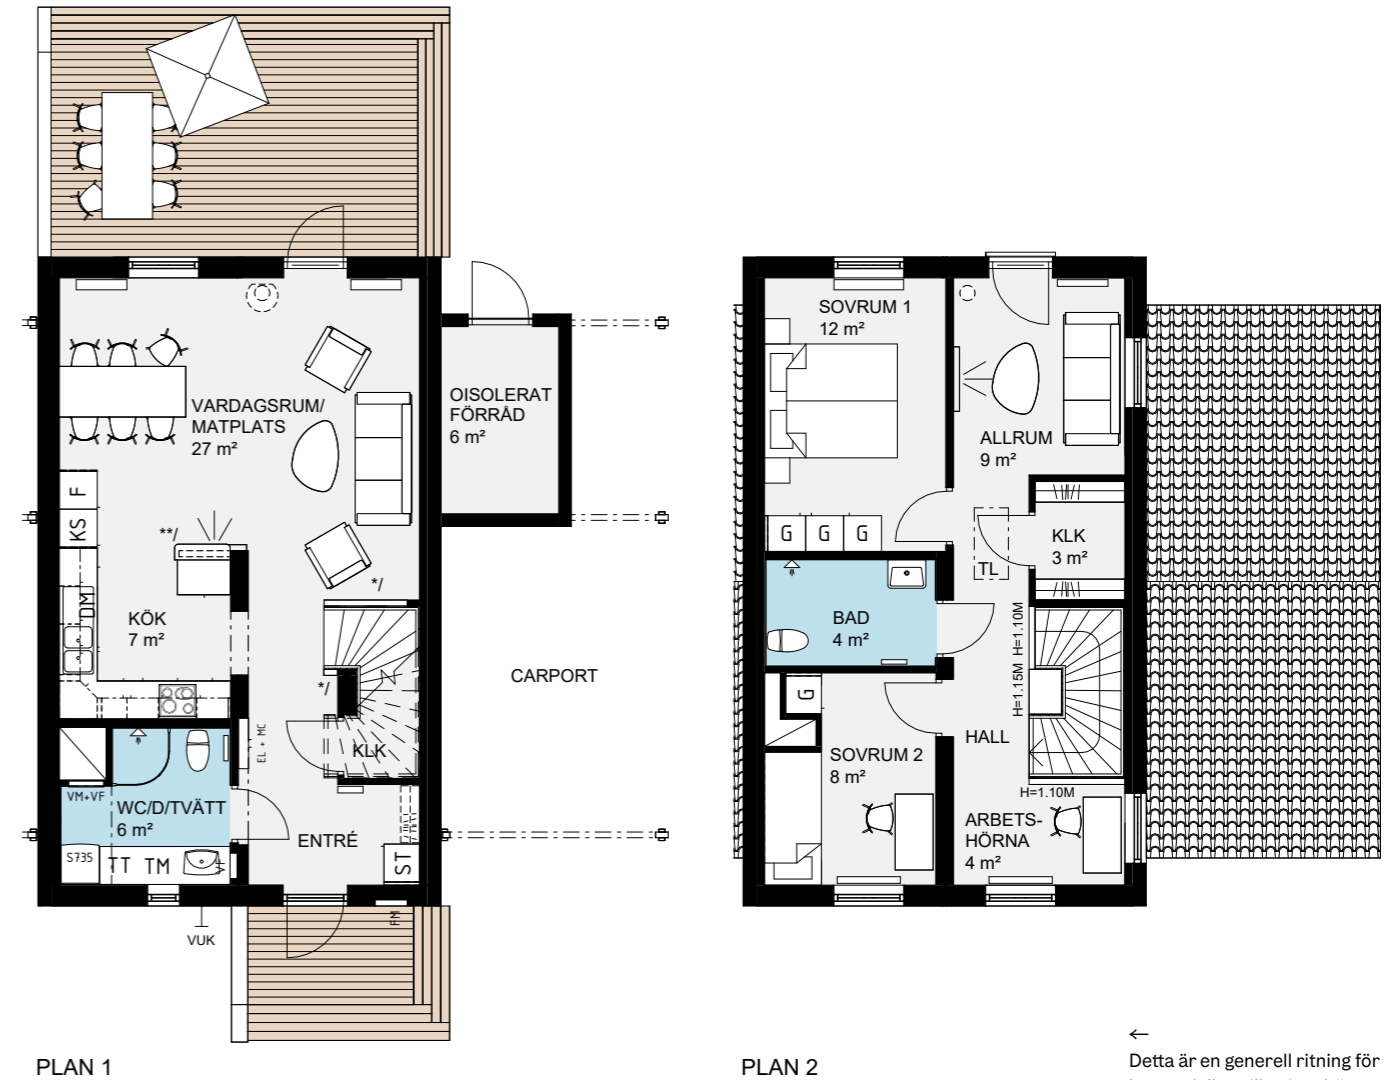 VARDAGSRUM/
MATPLATS
27 m²
OISOLERAT
FÖRRÅD
6 m²
F
KS
**/
*/
DM
KÖK
7 m²
*/
CARPORT
EL + MC
KLK
VM+VF
WC/D/TVÄTT
6 m²
ENTRÉ
S735
TT TM
VF
ST
VUK
FM
PLAN 1
SOVRUM 1
12 m²
ALLRUM
9 m²
G G G
KLK
3 m²
TL
BAD
4 m²
H=1.15M H=1.10M
G
HALL
SOVRUM 2
8 m²
H=1.10M
ARBETS-
HÖRNA
4 m²
PLAN 2
←
Detta är en generell ritning för